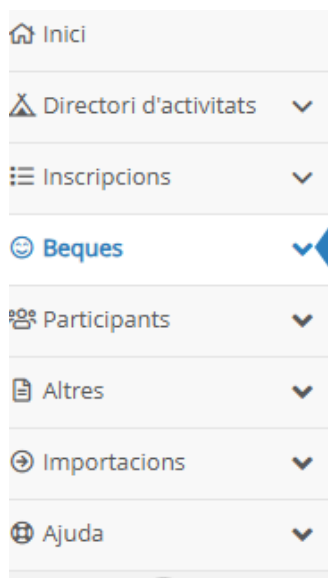 Inici
Directori d'activitats
Inscripcions
Beques
Participants
Altres
Importacions
Ajuda